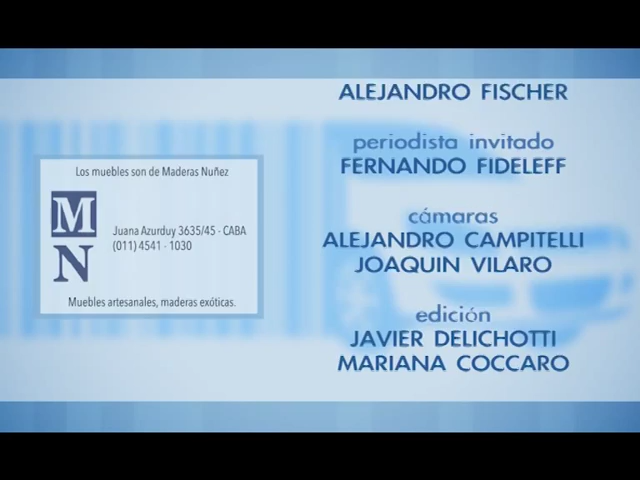 Los muebles son de Maderas Nuñez
M
N
Juana Azurduy 3635/45 - CABA
(011) 4541 - 1030
Muebles artesanales, maderas exóticas.
ALEJANDRO FISCHER
periodista invitado
FERNANDO FIDELEFF
cámaras
ALEJANDRO CAMPITELLI
JOAQUIN VILARO
edición
JAVIER DELICHOTTI
MARIANA COCCARO